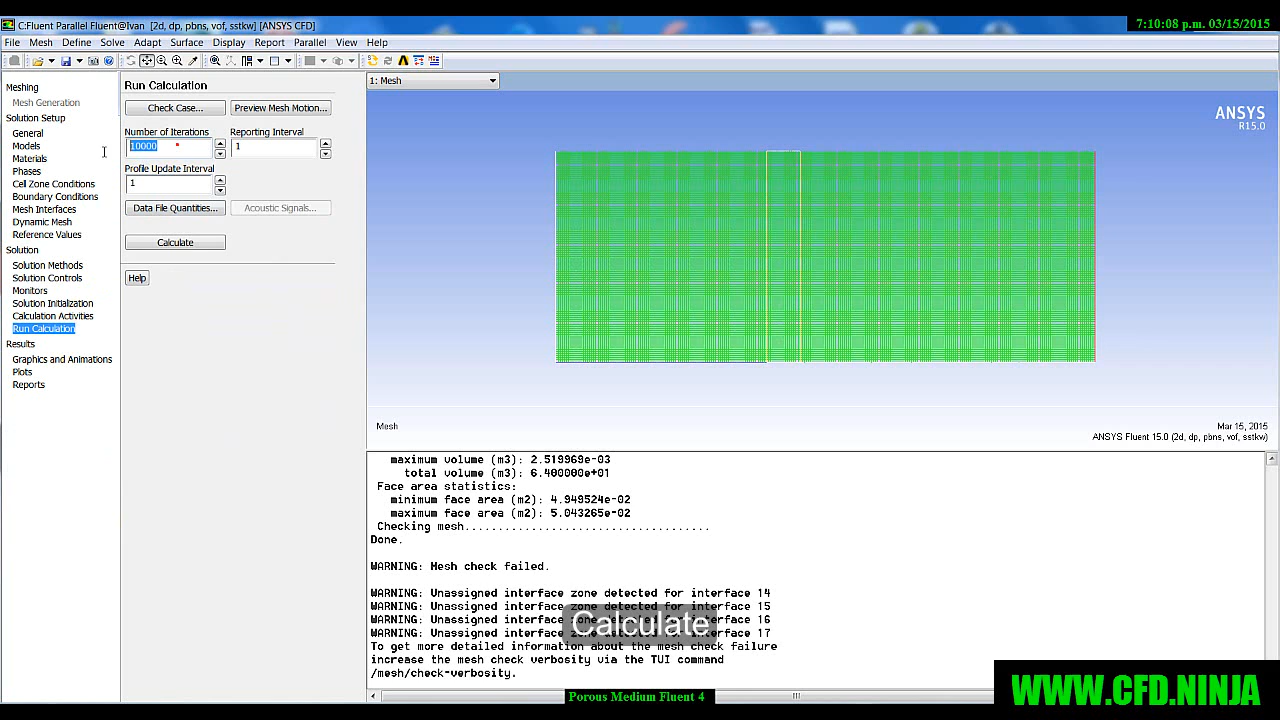 C:Fluent Parallel Fluent@Ivan [2d, dp, pbns, vof, sstkw] [ANSYS CFD]
7:10:08 p.m. 03/15/2015
File Mesh Define Solve Adapt Surface Display Report Parallel View Help
Meshing
Mesh Generation
Solution Setup
General
Models
Materials
Phases
Cell Zone Conditions
Boundary Conditions
Mesh Interfaces
Dynamic Mesh
Reference Values
Solution
Solution Methods
Solution Controls
Monitors
Solution Initialization
Calculation Activities
Run Calculation
Results
Graphics and Animations
Plots
Reports
Run Calculation
Check Case... Preview Mesh Motion...
Number of Iterations Reporting Interval
10000 1
Profile Update Interval
1
Data File Quantities... Acoustic Signals...
Calculate
Help
1: Mesh
ANSYS
R15.0
Mesh
Mar 15, 2015
ANSYS Fluent 15.0 (2d, dp, pbns, vof, sstkw)
maximum volume (m3): 2.519969e-03
total volume (m3): 6.400000e+01
Face area statistics:
minimum face area (m2): 4.949524e-02
maximum face area (m2): 5.043265e-02
Checking mesh...................................
Done.
WARNING: Mesh check failed.
WARNING: Unassigned interface zone detected for interface 14
WARNING: Unassigned interface zone detected for interface 15
WARNING: Unassigned interface zone detected for interface 16
WARNING: Unassigned interface zone detected for interface 17
To get more detailed information about the mesh check failure
increase the mesh check verbosity via the TUI command
/mesh/check-verbosity.
Calculate
Porous Medium Fluent 4
WWW.CFD.NINJA